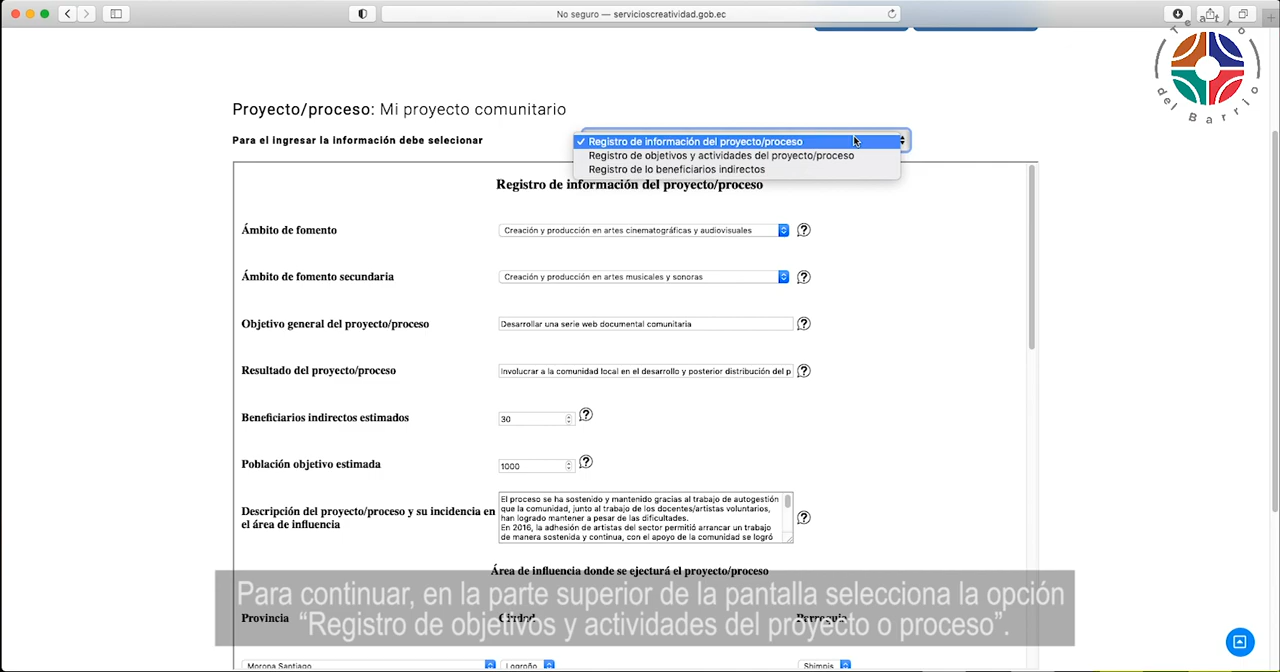 No seguro — servicioscreatividad.gob.ec
Teatro del Barrio
Proyecto/proceso: Mi proyecto comunitario
Para el ingresar la información debe selecionar
✓ Registro de información del proyecto/proceso
Registro de objetivos y actividades del proyecto/proceso
Registro de lo beneficiarios indirectos
Registro de información del proyecto/proceso
Ámbito de fomento
Creación y producción en artes cinematográficas y audiovisuales
Ámbito de fomento secundaria
Creación y producción en artes musicales y sonoras
Objetivo general del proyecto/proceso
Desarrollar una serie web documental comunitaria
Resultado del proyecto/proceso
Involucrar a la comunidad local en el desarrollo y posterior distribución del p
Beneficiarios indirectos estimados
30
Población objetivo estimada
1000
Descripción del proyecto/proceso y su incidencia en
el área de influencia
El proceso se ha sostenido y mantenido gracias al trabajo de autogestión
que la comunidad, junto al trabajo de los docentes/artistas voluntarios,
han logrado mantener a pesar de las dificultades.
En 2016, la adhesión de artistas del sector permitió arrancar un trabajo
de manera sostenida y continua, con el apoyo de la comunidad se logró
Área de influencia donde se ejecturá el proyecto/proceso
Para continuar, en la parte superior de la pantalla selecciona la opción
“Registro de objetivos y actividades del proyecto o proceso”.
Provincia Ciudad Parroquia
Morona Santiago Logroño Shimpis